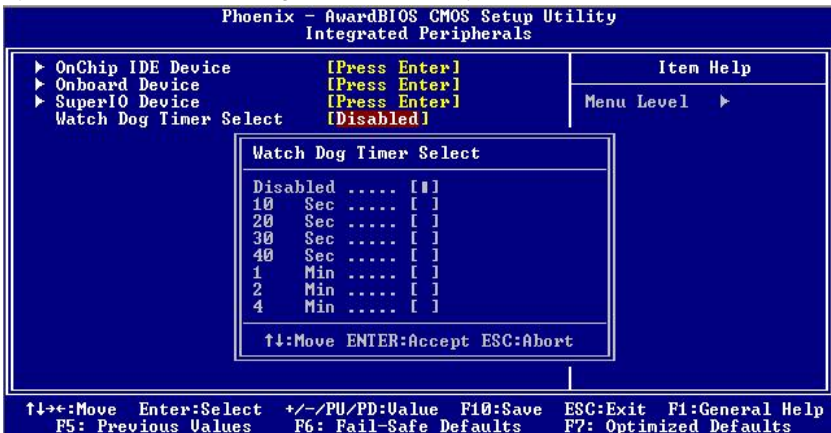 Phoenix - AwardBIOS CMOS Setup Utility
Integrated Peripherals
▶ OnChip IDE Device [Press Enter]
▶ Onboard Device [Press Enter]
▶ SuperIO Device [Press Enter]
Watch Dog Timer Select [Disabled]
Item Help
Menu Level ▶
Watch Dog Timer Select
Disabled ..... [▮]
10 Sec ..... [ ]
20 Sec ..... [ ]
30 Sec ..... [ ]
40 Sec ..... [ ]
1 Min ..... [ ]
2 Min ..... [ ]
4 Min ..... [ ]
↑↓:Move ENTER:Accept ESC:Abort
↑↓→←:Move Enter:Select +/-/PU/PD:Value F10:Save ESC:Exit F1:General Help
F5: Previous Values F6: Fail-Safe Defaults F7: Optimized Defaults